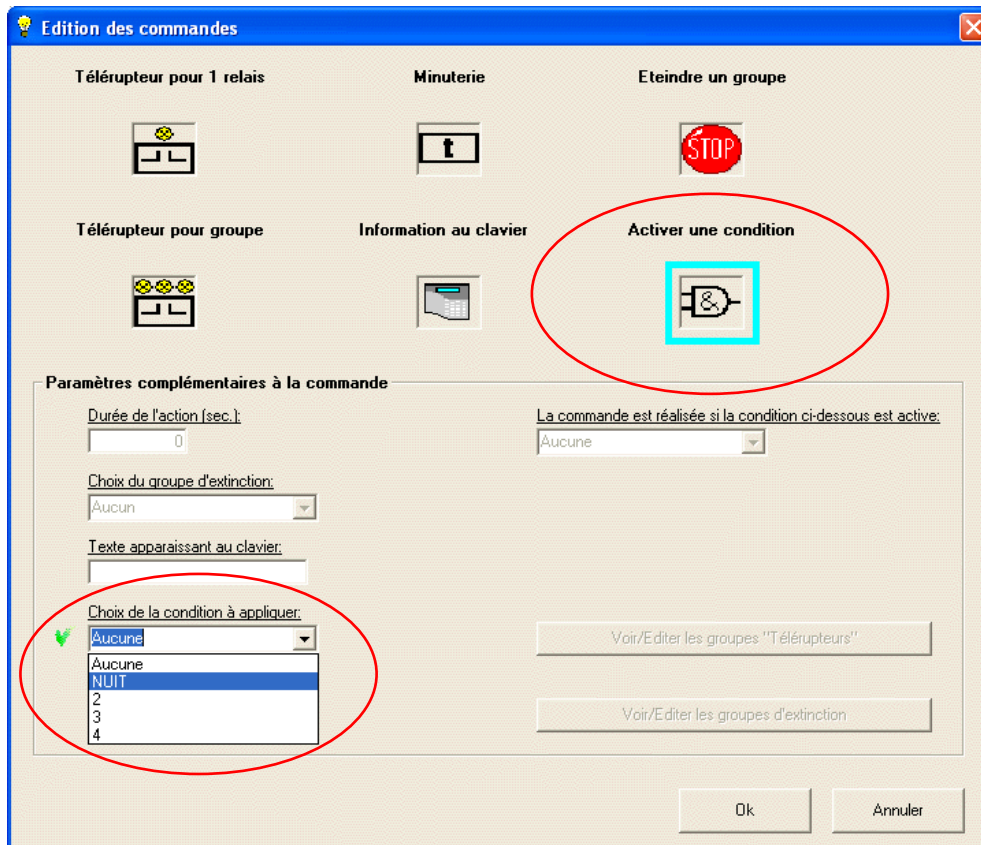 Edition des commandes
Télérupteur pour 1 relais
Minuterie
Eteindre un groupe
t
STOP
Télérupteur pour groupe
Information au clavier
Activer une condition
&
Paramètres complémentaires à la commande
Durée de l'action (sec.):
0
La commande est réalisée si la condition ci-dessous est active:
Aucune
Choix du groupe d'extinction:
Aucun
Texte apparaissant au clavier:
Choix de la condition à appliquer:
Aucune
Aucune
NUIT
2
3
4
Voir/Editer les groupes "Télérupteurs"
Voir/Editer les groupes d'extinction
Ok
Annuler